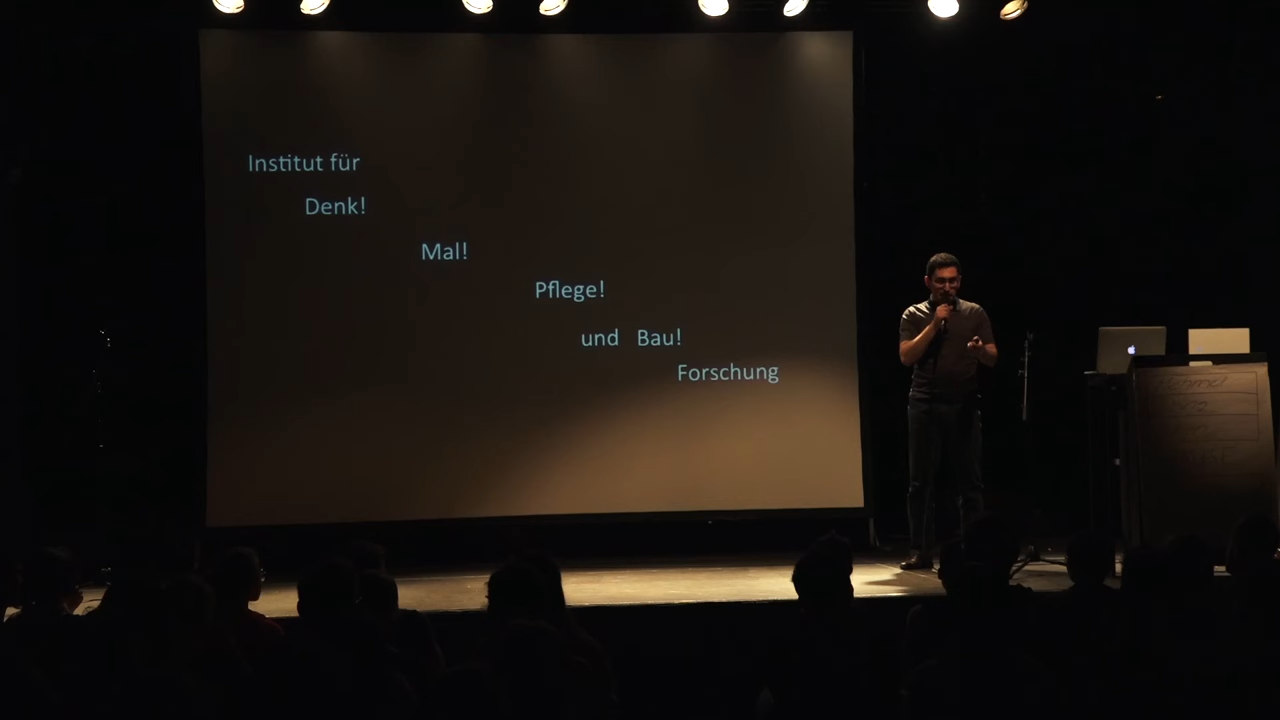 Institut für
Denk!
Mal!
Pflege!
und Bau!
Forschung